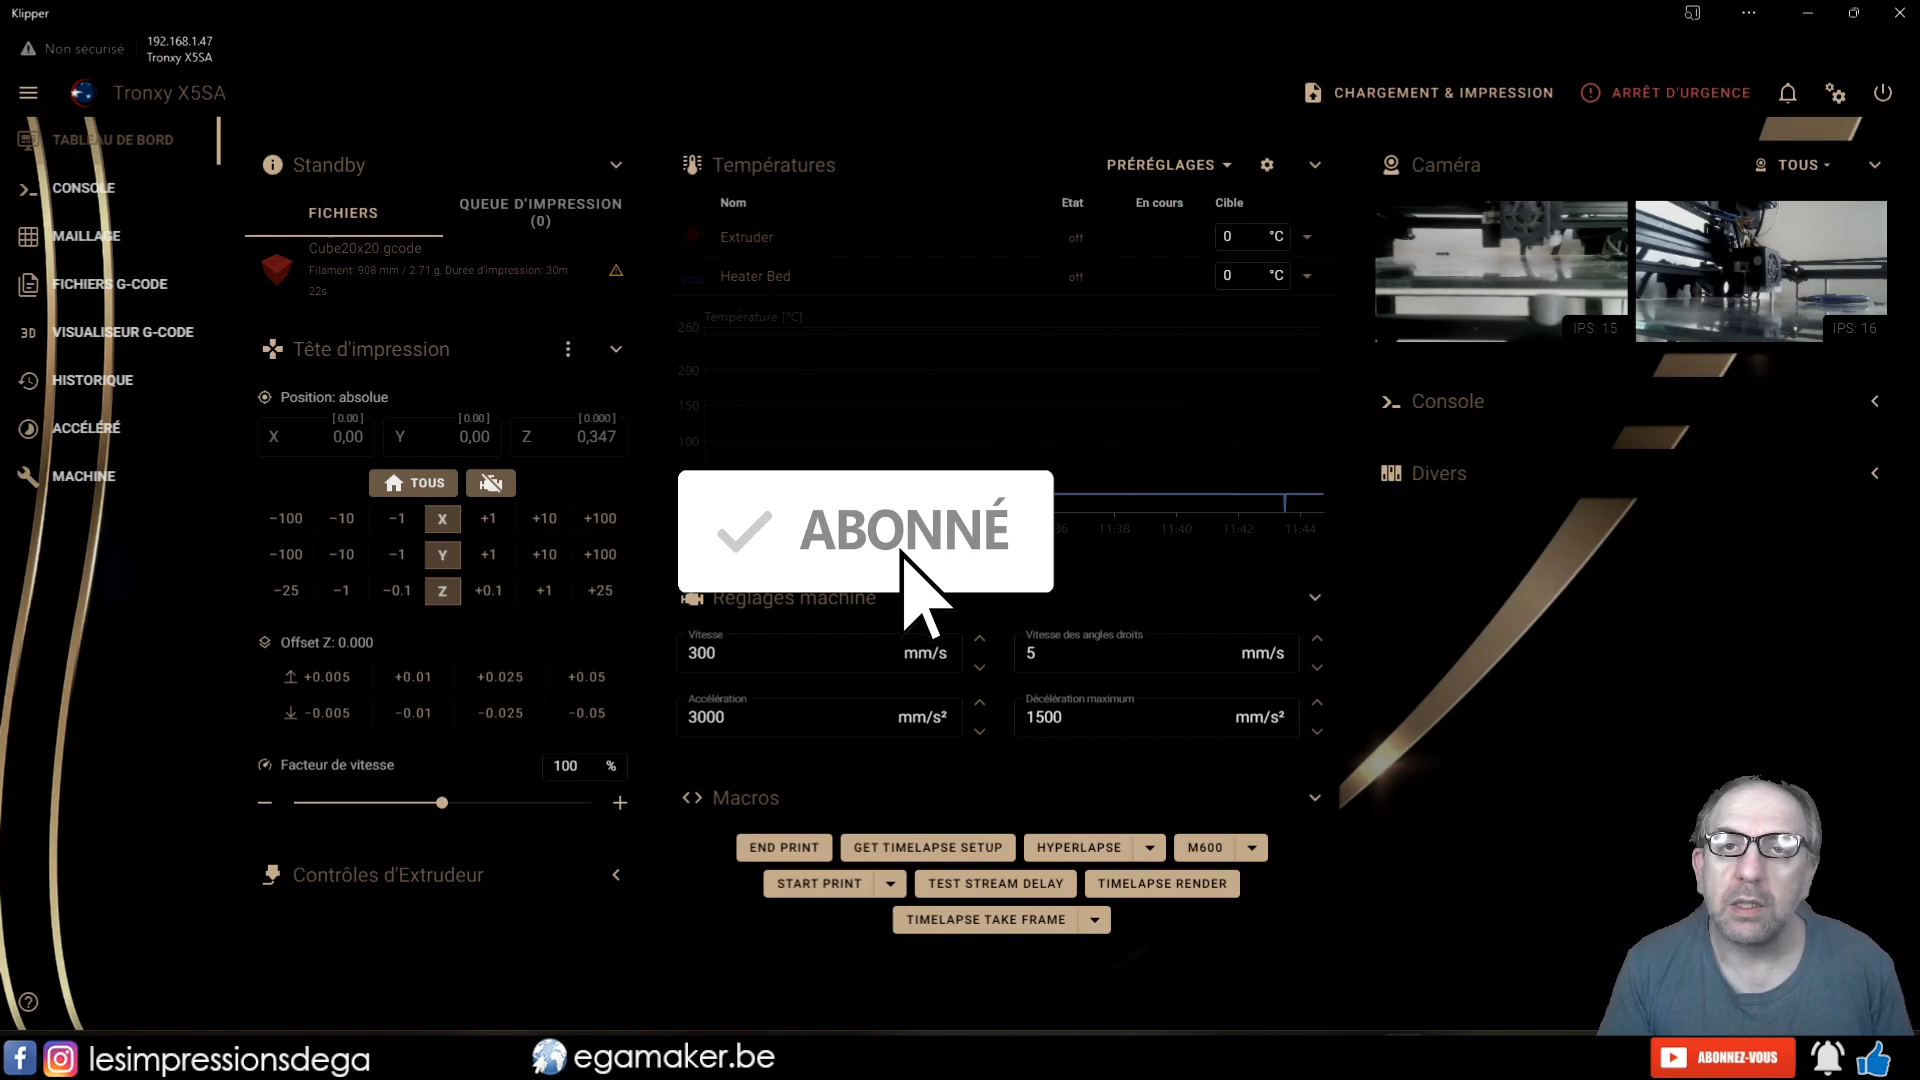 Klipper
Non sécurisé
192.168.1.47
Tronxy X5SA
Tronxy X5SA
CHARGEMENT & IMPRESSION
ARRÊT D'URGENCE
TABLEAU DE BORD
CONSOLE
MAILLAGE
FICHIERS G-CODE
3D VISUALISEUR G-CODE
HISTORIQUE
ACCÉLÉRÉ
MACHINE
Standby
FICHIERS
QUEUE D'IMPRESSION
(0)
Cube20x20.gcode
Filament: 908 mm / 2.71 g, Durée d'impression: 30m
22s
Tête d'impression
Position: absolue
[0.00] [0.00] [0.000]
X 0,00 Y 0,00 Z 0,347
TOUS
−100 −10 −1 X +1 +10 +100
−100 −10 −1 Y +1 +10 +100
−25 −1 −0.1 Z +0.1 +1 +25
Offset Z: 0.000
+0.005 +0.01 +0.025 +0.05
−0.005 −0.01 −0.025 −0.05
Facteur de vitesse 100 %
Contrôles d'Extrudeur
Températures
PRÉRÉGLAGES
Nom Etat En cours Cible
Extruder off 0 °C
Heater Bed off 0 °C
Température [°C]
260
200
150
100
11:38 11:40 11:42 11:44
ABONNÉ
Réglages machine
Vitesse
300 mm/s
Vitesse des angles droits
5 mm/s
Accélération
3000 mm/s²
Décélération maximum
1500 mm/s²
Macros
END PRINT GET TIMELAPSE SETUP HYPERLAPSE M600
START PRINT TEST STREAM DELAY TIMELAPSE RENDER
TIMELAPSE TAKE FRAME
Caméra
TOUS
IPS: 15
IPS: 16
Console
Divers
lesimpressionsdega
egamaker.be
ABONNEZ-VOUS